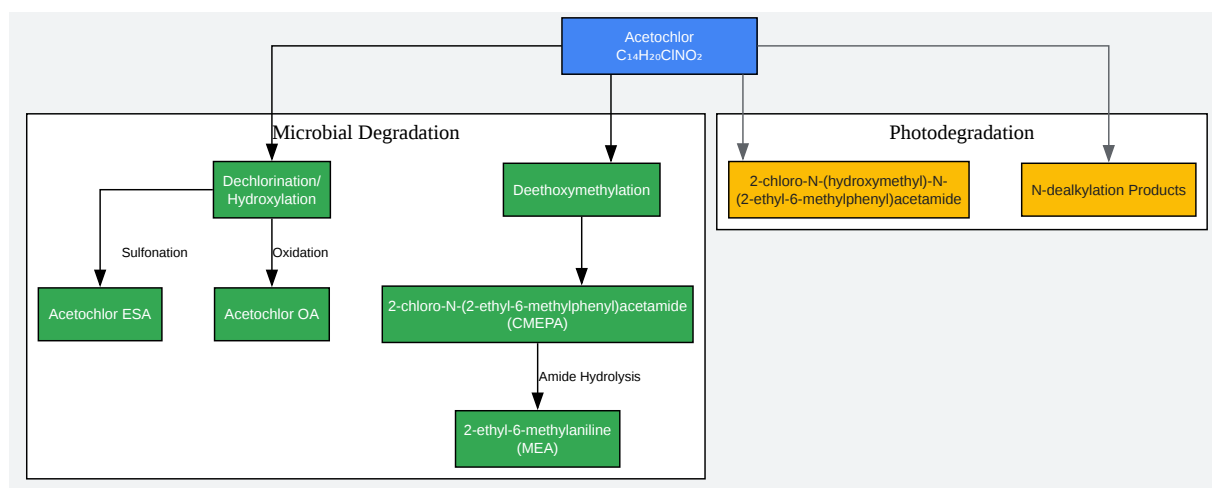 Acetochlor
C₁₄H₂₀ClNO₂
Microbial Degradation
Photodegradation
Dechlorination/
Hydroxylation
Deethoxymethylation
2-chloro-N-(hydroxymethyl)-N-
(2-ethyl-6-methylphenyl)acetamide
N-dealkylation Products
Sulfonation
Oxidation
Acetochlor ESA
Acetochlor OA
2-chloro-N-(2-ethyl-6-methylphenyl)acetamide
(CMEPA)
Amide Hydrolysis
2-ethyl-6-methylaniline
(MEA)